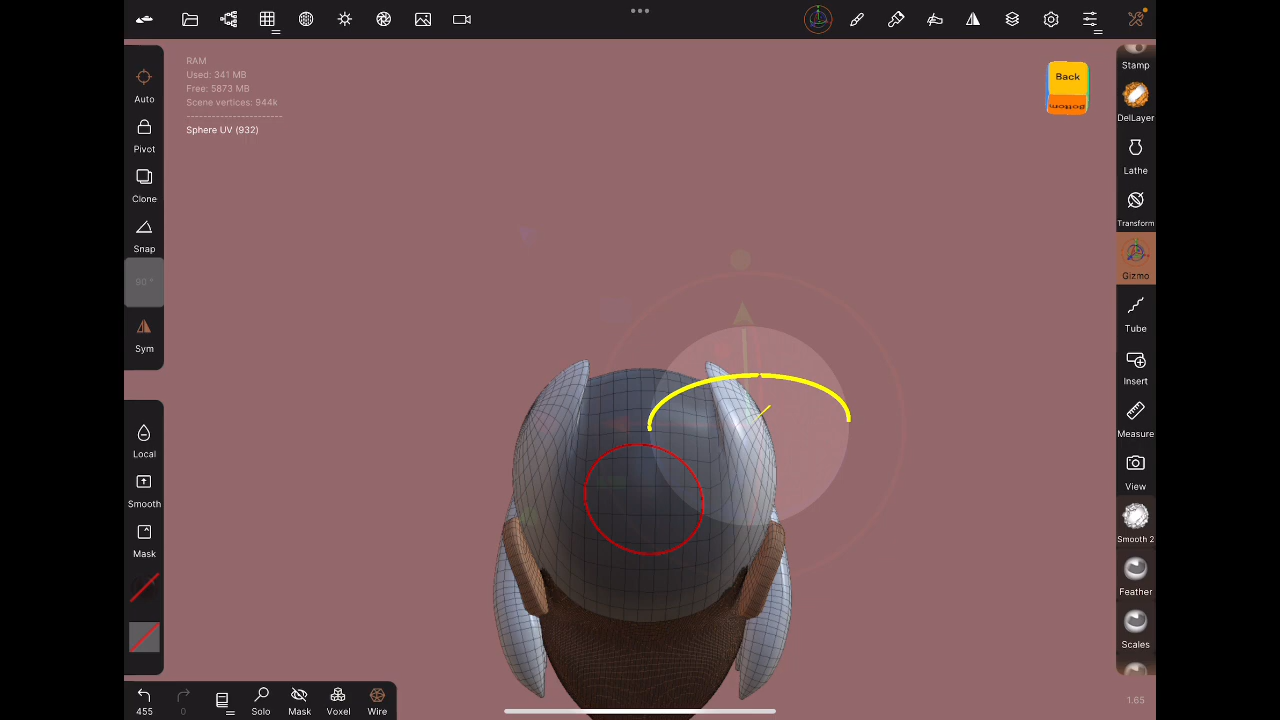 RAM
Used: 341 MB
Free: 5873 MB
Scene vertices: 944k
-----------------------
Sphere UV (932)
Back
Bottom
Auto
Pivot
Clone
Snap
90 °
Sym
Local
Smooth
Mask
Stamp
DelLayer
Lathe
Transform
Gizmo
Tube
Insert
Measure
View
Smooth 2
Feather
Scales
455
0
Solo
Mask
Voxel
Wire
1.65